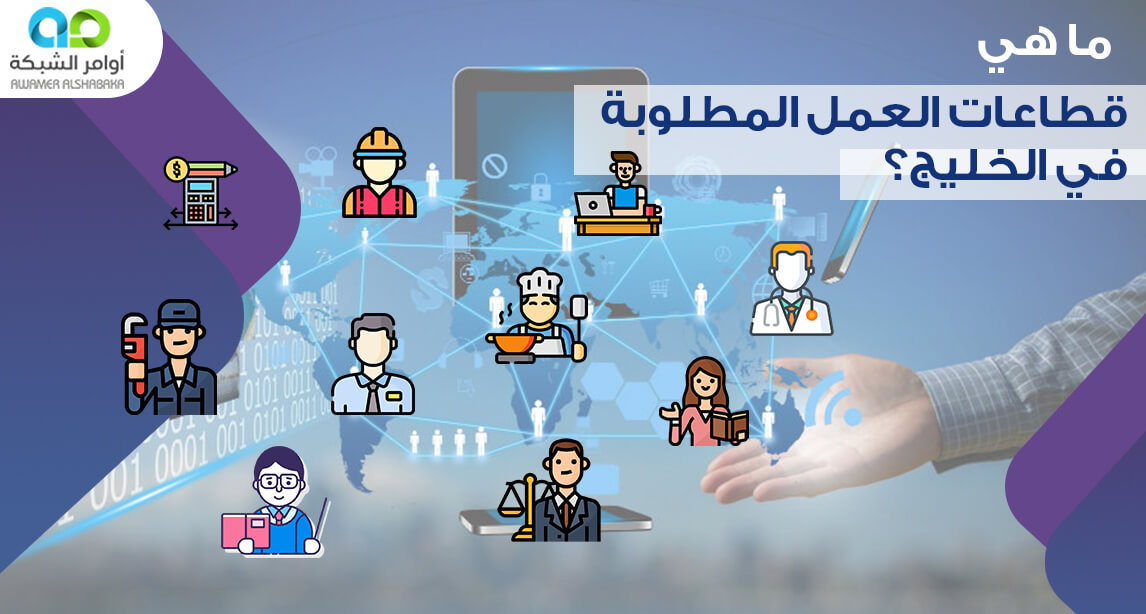 أوامر الشبكة
AWAMER ALSHABAKA
ما هي
قطاعات العمل المطلوبة
في الخليج؟